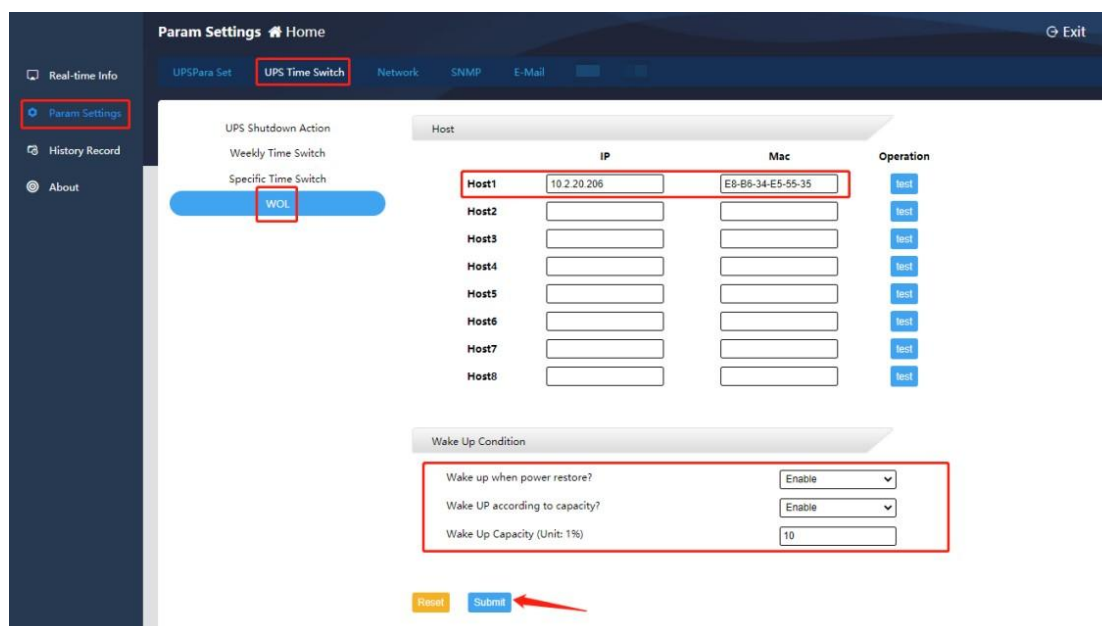 Param Settings Home
Exit
Real-time Info
Param Settings
History Record
About
UPSPara Set UPS Time Switch Network SNMP E-Mail
UPS Shutdown Action
Weekly Time Switch
Specific Time Switch
WOL
Host
IP Mac Operation
Host1 10.2.20.206 E8-B6-34-E5-55-35 test
Host2 test
Host3 test
Host4 test
Host5 test
Host6 test
Host7 test
Host8 test
Wake Up Condition
Wake up when power restore? Enable
Wake UP according to capacity? Enable
Wake Up Capacity (Unit: 1%) 10
Reset Submit